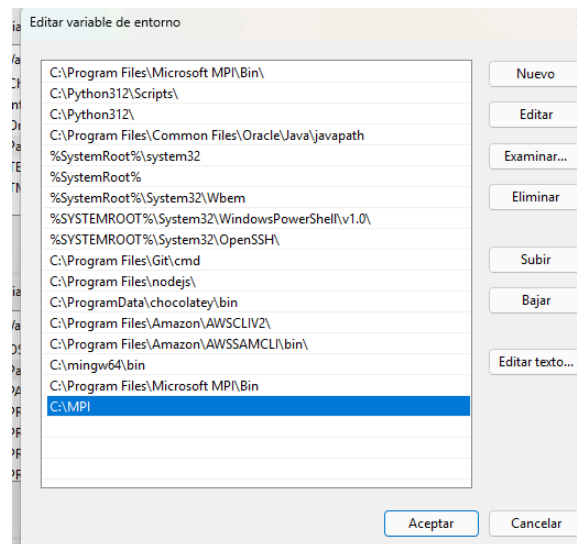 Editar variable de entorno
C:\Program Files\Microsoft MPI\Bin\
Nuevo
C:\Python312\Scripts\
C:\Python312\
Editar
C:\Program Files\Common Files\Oracle\Java\javapath
%SystemRoot%\system32
Examinar...
%SystemRoot%
%SystemRoot%\System32\Wbem
Eliminar
%SYSTEMROOT%\System32\WindowsPowerShell\v1.0\
%SYSTEMROOT%\System32\OpenSSH\
C:\Program Files\Git\cmd
Subir
C:\Program Files\nodejs\
C:\ProgramData\chocolatey\bin
Bajar
C:\Program Files\Amazon\AWSCLIV2\
C:\Program Files\Amazon\AWSSAMCLI\bin\
C:\mingw64\bin
Editar texto...
C:\Program Files\Microsoft MPI\Bin
C:\MPI
Aceptar
Cancelar